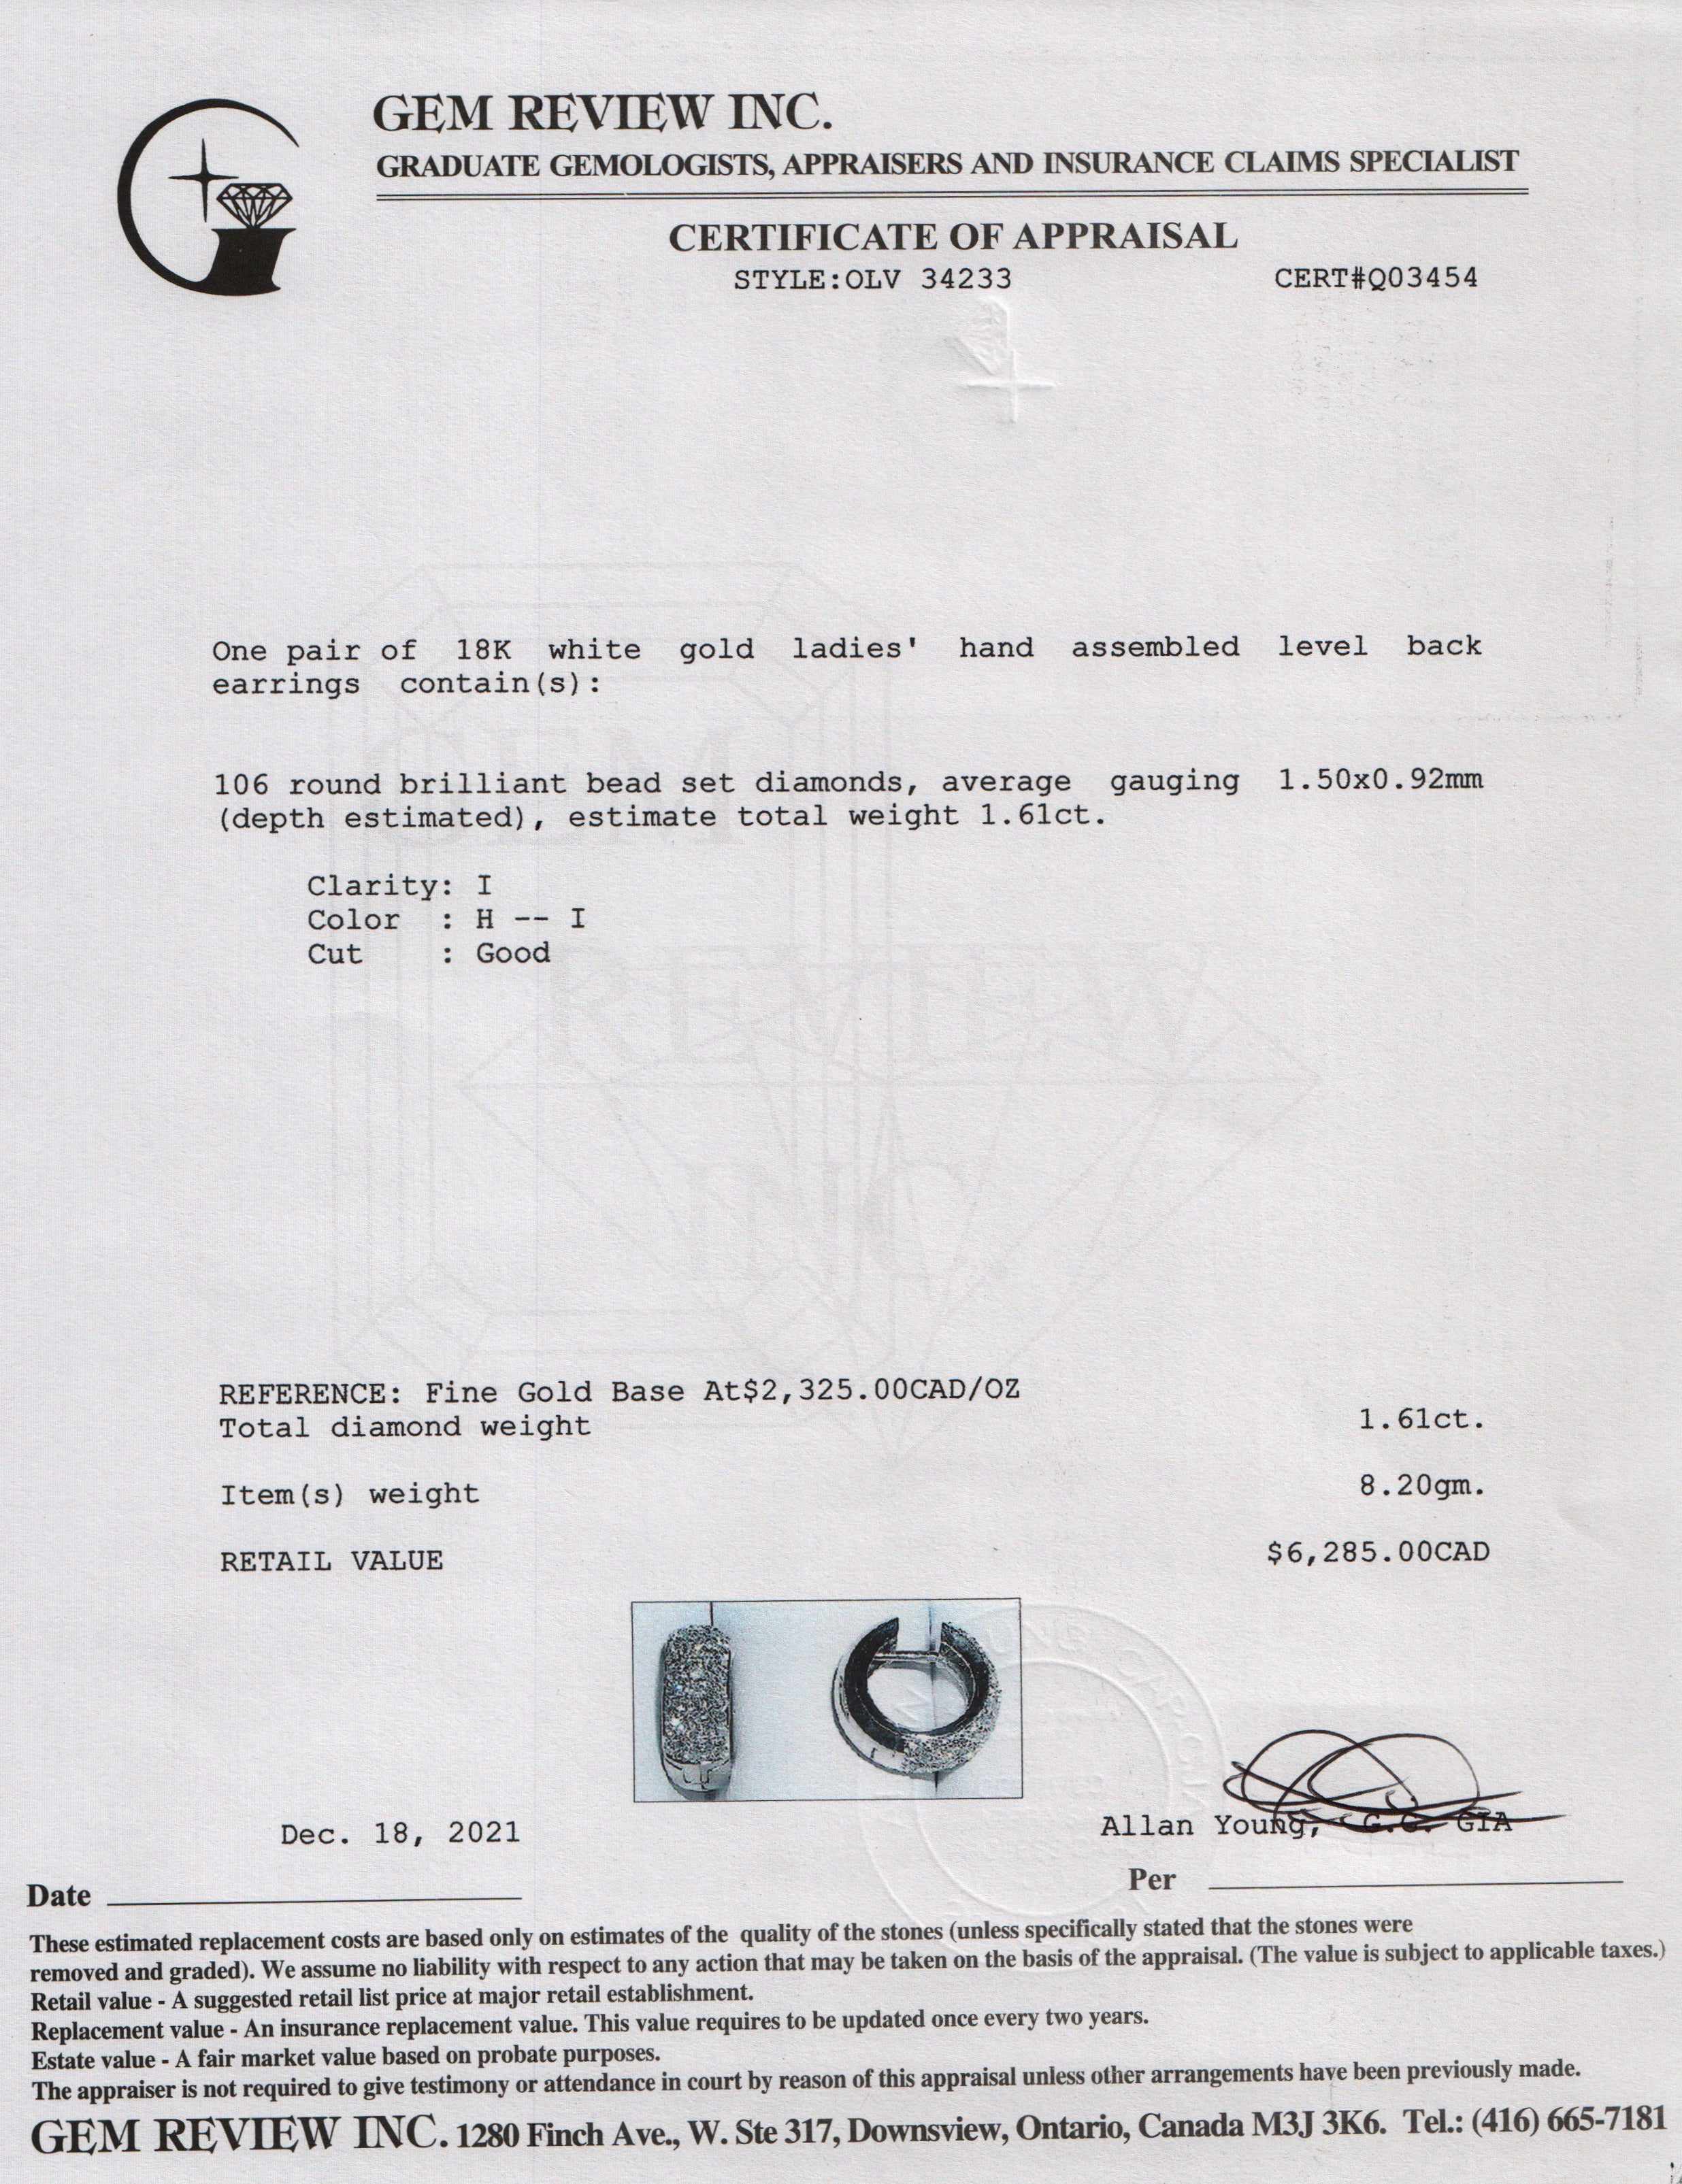 GEM REVIEW INC.
GRADUATE GEMOLOGISTS, APPRAISERS AND INSURANCE CLAIMS SPECIALIST
CERTIFICATE OF APPRAISAL
STYLE:OLV 34233 CERT#Q03454
One pair of 18K white gold ladies' hand assembled level back
earrings contain(s):
106 round brilliant bead set diamonds, average gauging 1.50x0.92mm
(depth estimated), estimate total weight 1.61ct.
Clarity: I
Color : H -- I
Cut : Good
GEM
REVIEW
INC
REFERENCE: Fine Gold Base At$2,325.00CAD/OZ
Total diamond weight 1.61ct.
Item(s) weight 8.20gm.
RETAIL VALUE $6,285.00CAD
Dec. 18, 2021
Allan Young, G.G. GIA
Date
Per
These estimated replacement costs are based only on estimates of the quality of the stones (unless specifically stated that the stones were
removed and graded). We assume no liability with respect to any action that may be taken on the basis of the appraisal. (The value is subject to applicable taxes.)
Retail value - A suggested retail list price at major retail establishment.
Replacement value - An insurance replacement value. This value requires to be updated once every two years.
Estate value - A fair market value based on probate purposes.
The appraiser is not required to give testimony or attendance in court by reason of this appraisal unless other arrangements have been previously made.
GEM REVIEW INC. 1280 Finch Ave., W. Ste 317, Downsview, Ontario, Canada M3J 3K6. Tel.: (416) 665-7181